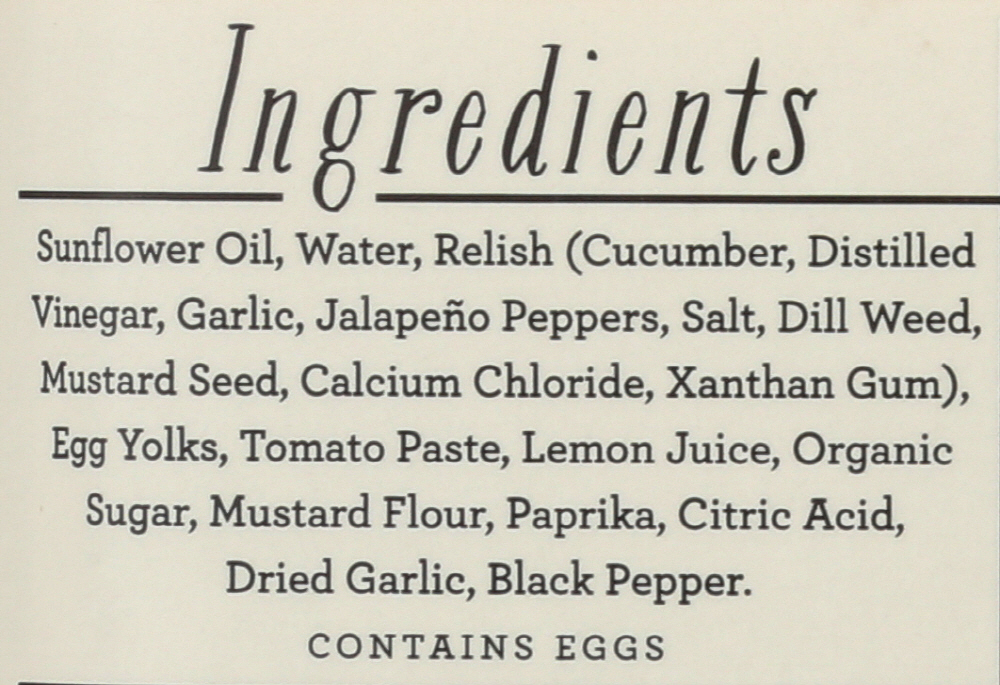 Ingredients
Sunflower Oil, Water, Relish (Cucumber, Distilled
Vinegar, Garlic, Jalapeño Peppers, Salt, Dill Weed,
Mustard Seed, Calcium Chloride, Xanthan Gum),
Egg Yolks, Tomato Paste, Lemon Juice, Organic
Sugar, Mustard Flour, Paprika, Citric Acid,
Dried Garlic, Black Pepper.
CONTAINS EGGS